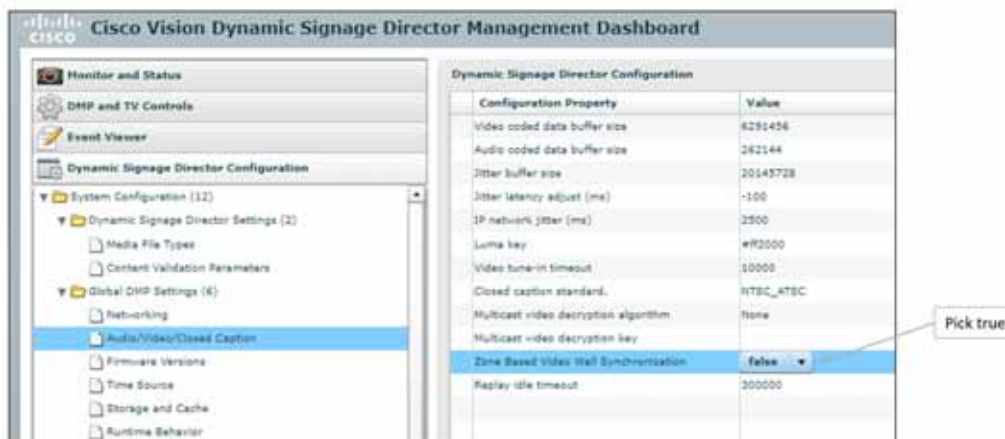 CISCO Cisco Vision Dynamic Signage Director Management Dashboard
Monitor and Status
DMP and TV Controls
Event Viewer
Dynamic Signage Director Configuration
System Configuration (12)
Dynamic Signage Director Settings (2)
Media File Types
Content Validation Parameters
Global DMP Settings (6)
Networking
Audio/Video/Closed Caption
Firmware Versions
Time Source
Storage and Cache
Runtime Behavior
Dynamic Signage Director Configuration
Configuration Property Value
Video coded data buffer size 6291456
Audio coded data buffer size 262144
Jitter buffer size 20145728
Jitter latency adjust (ms) -100
IP network jitter (ms) 2500
Luma key #ff2000
Video tune-in timeout 10000
Closed caption standard. NTSC_ATSC
Multicast video decryption algorithm None
Multicast video decryption key
Zone Based Video Wall Synchronization false
Replay idle timeout 300000
Pick true